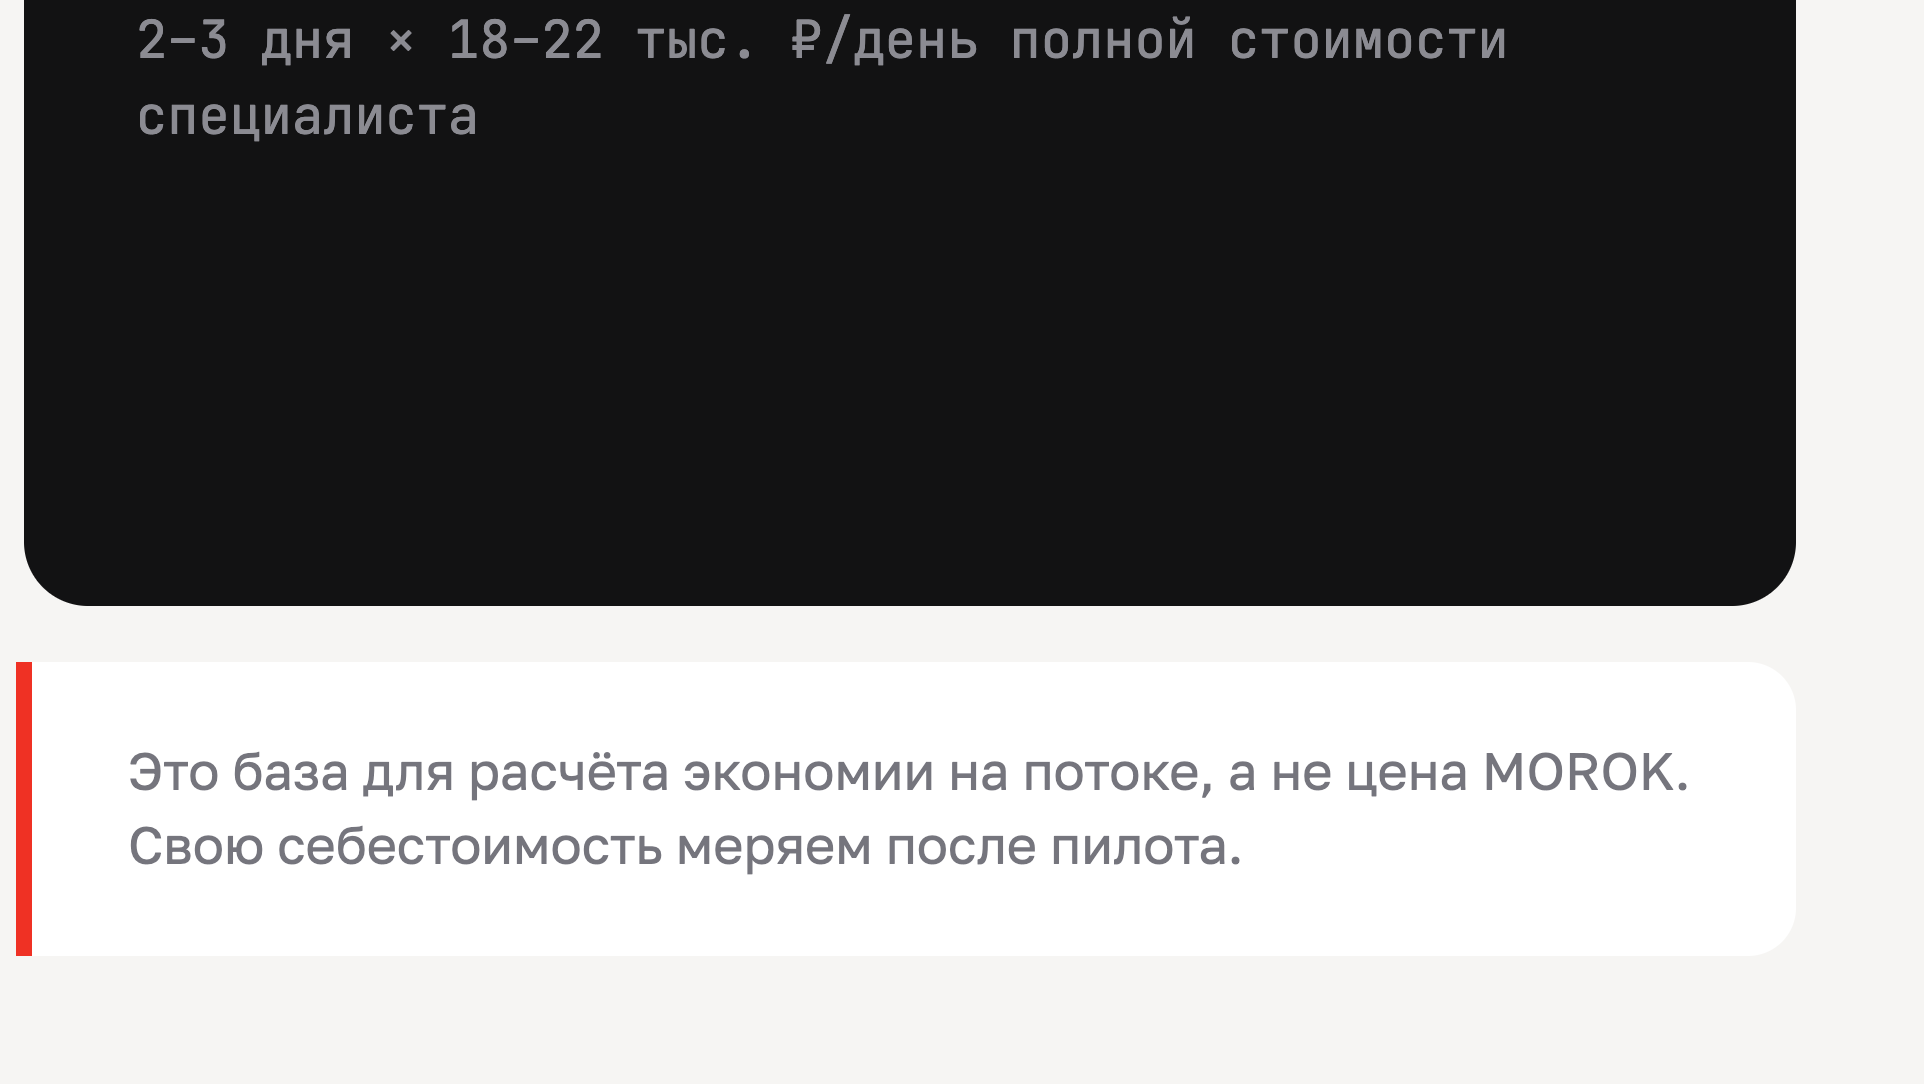 2–3 дня × 18–22 тыс. ₽/день полной стоимости
специалиста
Это база для расчёта экономии на потоке, а не цена MOROK.
Свою себестоимость меряем после пилота.